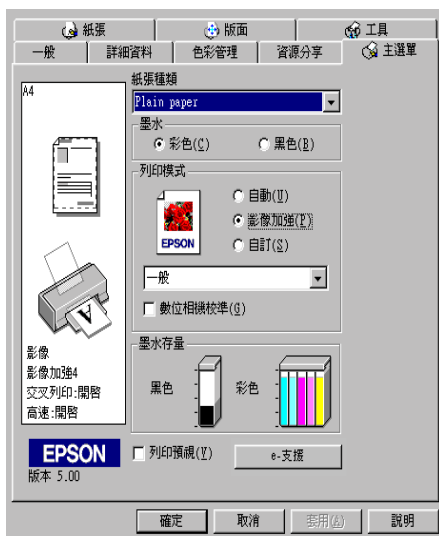 紙張
版面
工具
一般
詳細資料
色彩管理
資源分享
主選單
A4
紙張種類
Plain paper
墨水
彩色(C)
黑色(B)
列印模式
EPSON
自動(U)
影像加強(P)
自訂(S)
一般
數位相機校準(G)
A
影像
影像加強4
交叉列印:開啓
高速:開啓
墨水存量
黑色
彩色
EPSON
版本 5.00
列印預視(V)
e-支援
確定
取消
套用(A)
說明